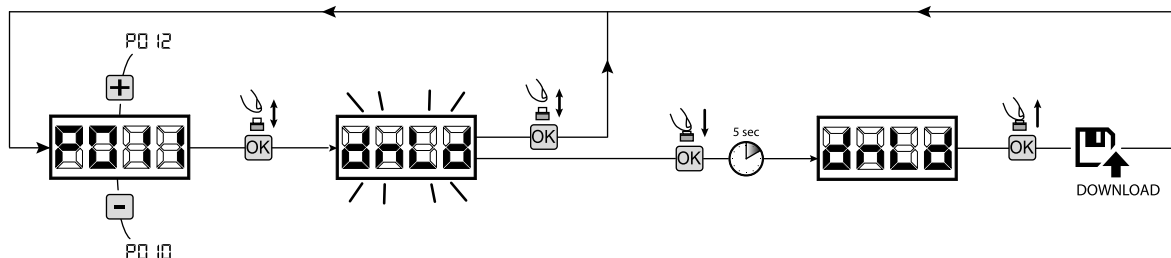 P012
+
P011
OK
dnLd
OK
OK
5 sec
dnLd
OK
DOWNLOAD
-
P010